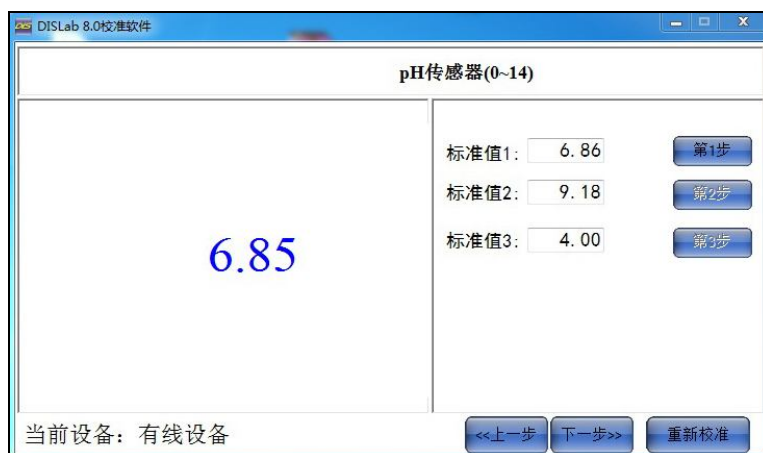 DISLab 8.0校准软件
pH传感器(0~14)
标准值1: 6.86 第1步
标准值2: 9.18 第2步
标准值3: 4.00 第3步
6.85
当前设备：有线设备 <<上一步 下一步>> 重新校准